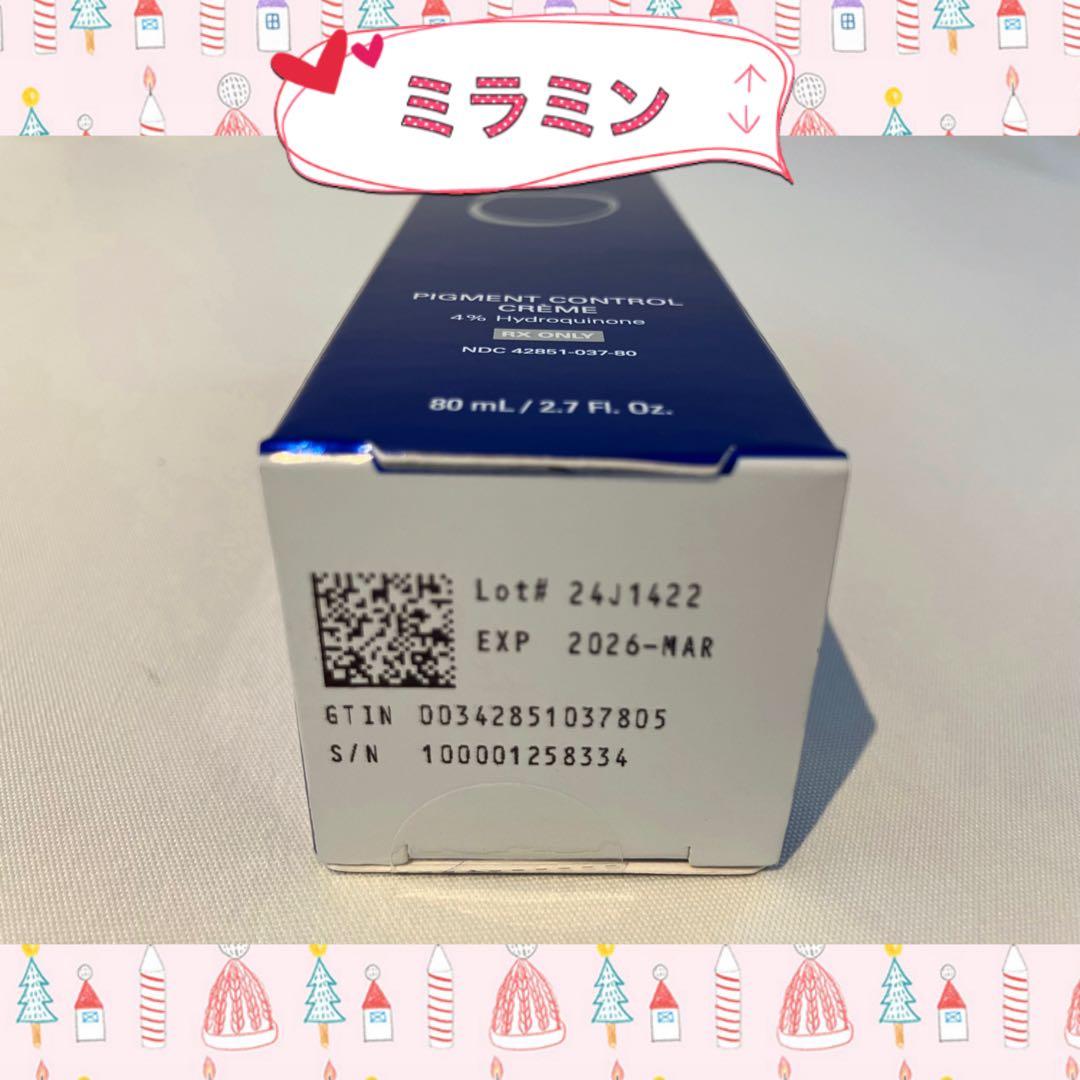 ミラミン
PIGMENT CONTROL
CRÈME
4% Hydroquinone
RX ONLY
NDC 42851-037-80
80 mL / 2.7 Fl. Oz.
Lot# 24J1422
EXP 2026-MAR
GTIN 00342851037805
S/N 100001258334